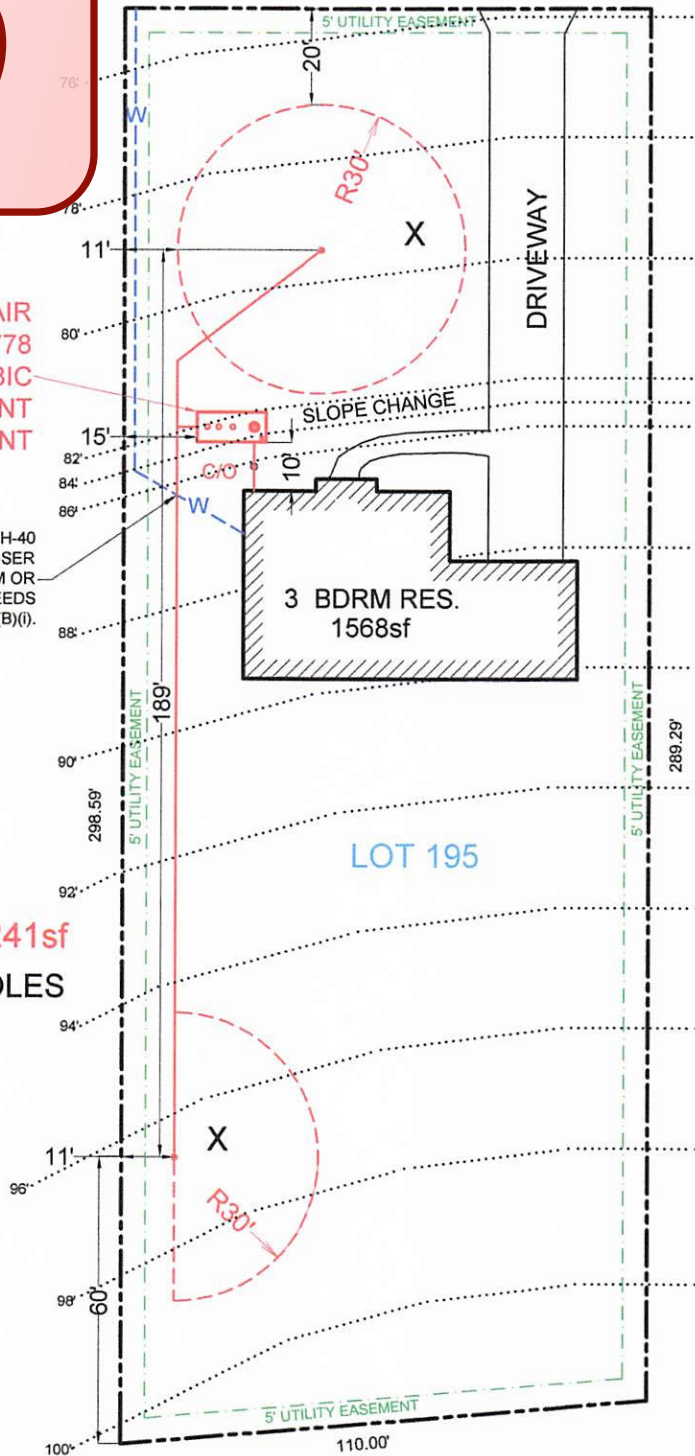 5' UTILITY EASEMENT
20'
76'
W
R30'
78'
X
11'
DRIVEWAY
AIR
778
BIC
ENT
ENT
80'
SLOPE CHANGE
15'
82'
C/O
10'
84'
86'
W
H-40
SER
M OR
EEDS
(B)(i).
3 BDRM RES.
1568sf
88'
189'
5' UTILITY EASEMENT
5' UTILITY EASEMENT
289.29'
90'
298.59'
LOT 195
92'
241sf
OLES
94'
X
11'
96'
R30'
98'
60'
5' UTILITY EASEMENT
100'
110.00'